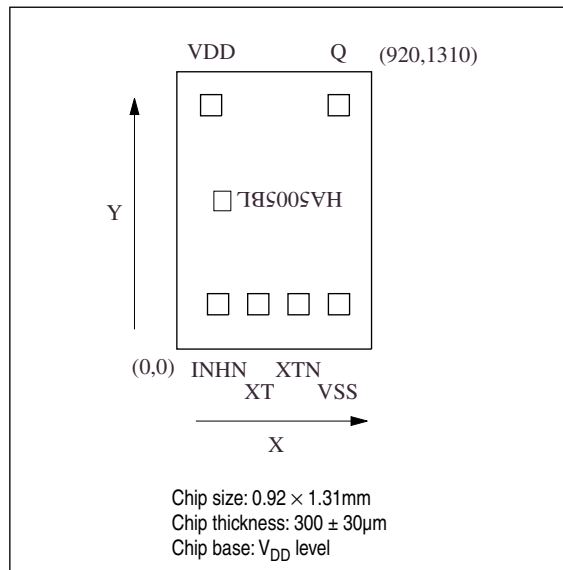 VDD Q (920,1310)
Y
HA5005BL
(0,0) INHN XTN
XT VSS
X
Chip size: 0.92 × 1.31mm
Chip thickness: 300 ± 30µm
Chip base: VDD level